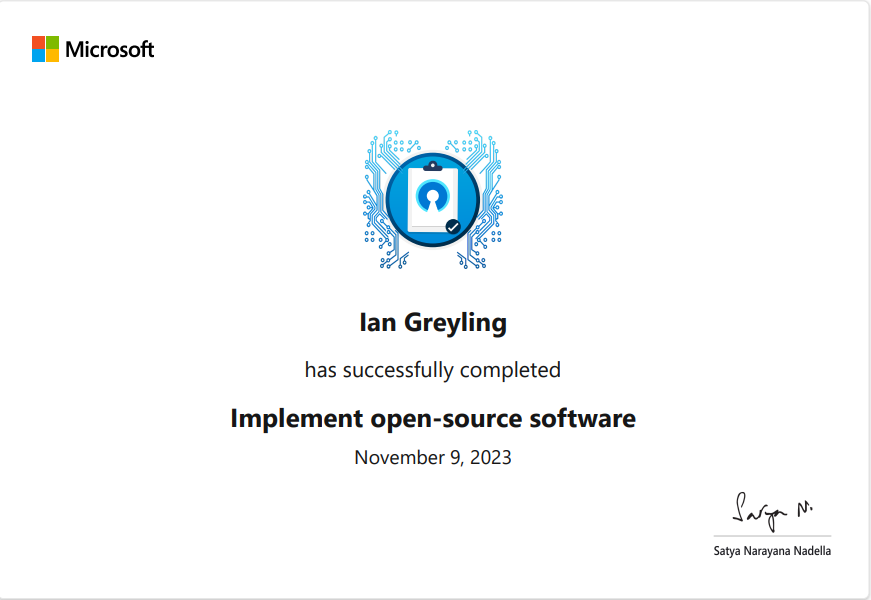 Microsoft
Ian Greyling
has successfully completed
Implement open-source software
November 9, 2023
Satya N.
Satya Narayana Nadella